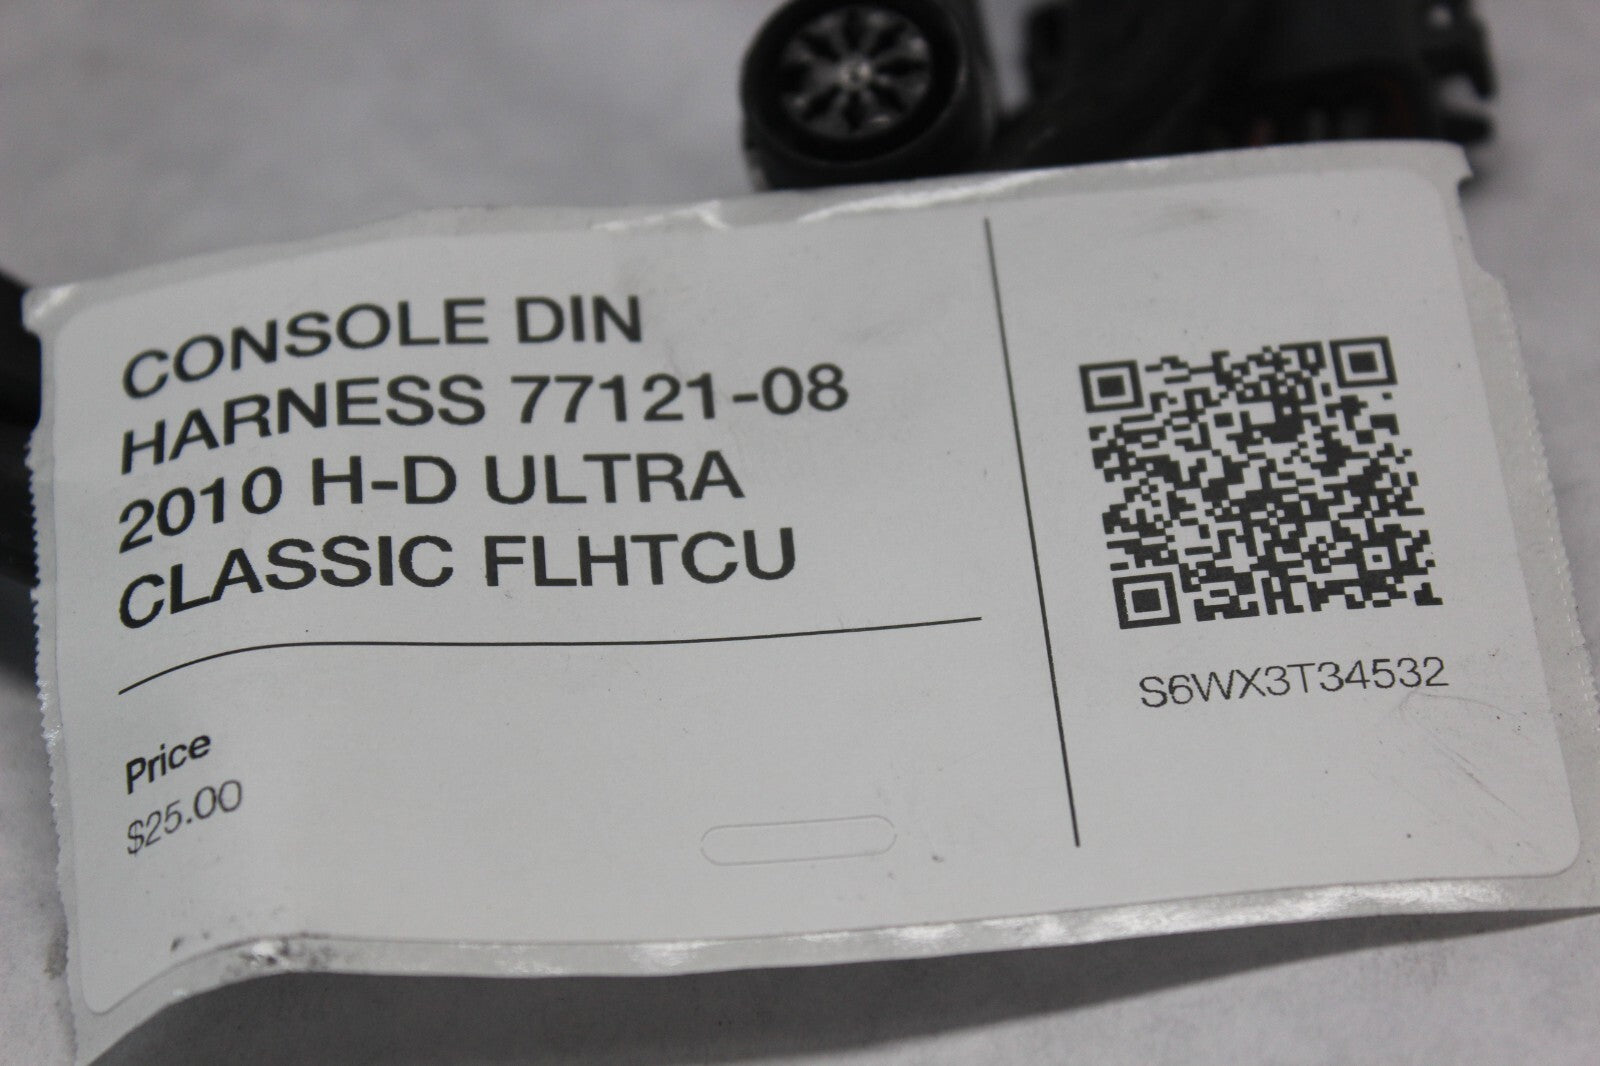 CONSOLE DIN
HARNESS 77121-08
2010 H-D ULTRA
CLASSIC FLHTCU
Price
$25.00
S6WX3T34532